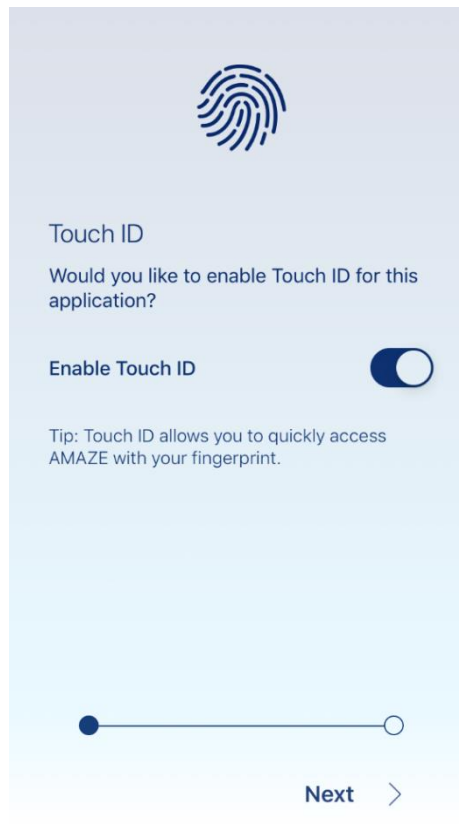 Touch ID
Would you like to enable Touch ID for this
application?
Enable Touch ID
Tip: Touch ID allows you to quickly access
AMAZE with your fingerprint.
Next